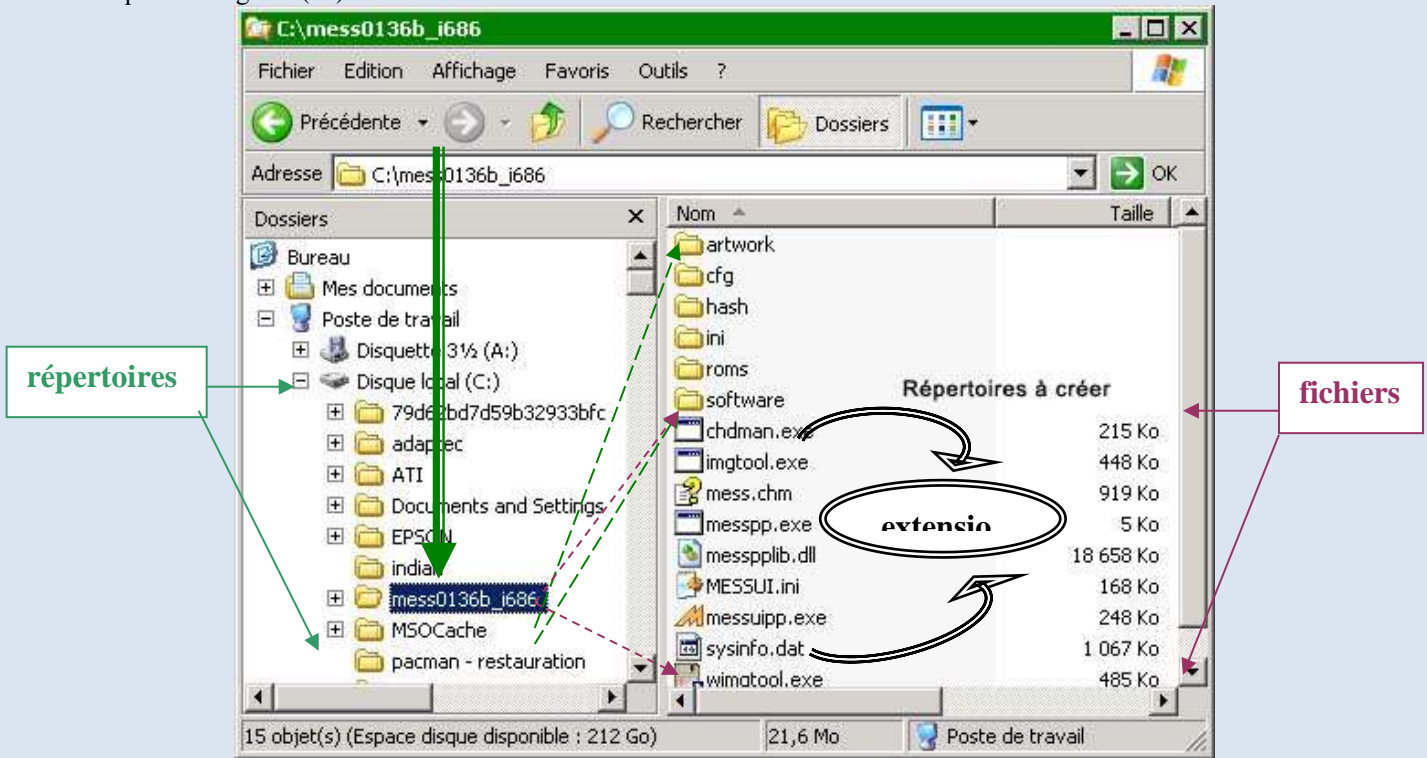 C:\mess0136b_i686
Fichier Edition Affichage Favoris Outils ?
Précédente Rechercher Dossiers
Adresse C:\mess0136b_i686 OK
Dossiers
Bureau
Mes documents
Poste de travail
Disquette 3½ (A:)
Disque local (C:)
79d62bd7d59b32933bfc
adaptec
ATI
Documents and Settings
EPSON
indian
mess0136b_i686
MSOCache
pacman - restauration
répertoires
Nom Taille
artwork
cfg
hash
ini
roms
software
Répertoires à créer
chdman.exe 215 Ko
imgtool.exe 448 Ko
mess.chm 919 Ko
messpp.exe 5 Ko
messpplib.dll 18 658 Ko
MESSUI.ini 168 Ko
messuipp.exe 248 Ko
sysinfo.dat 1 067 Ko
wimgtool.exe 485 Ko
extensio
fichiers
15 objet(s) (Espace disque disponible : 212 Go) 21,6 Mo Poste de travail